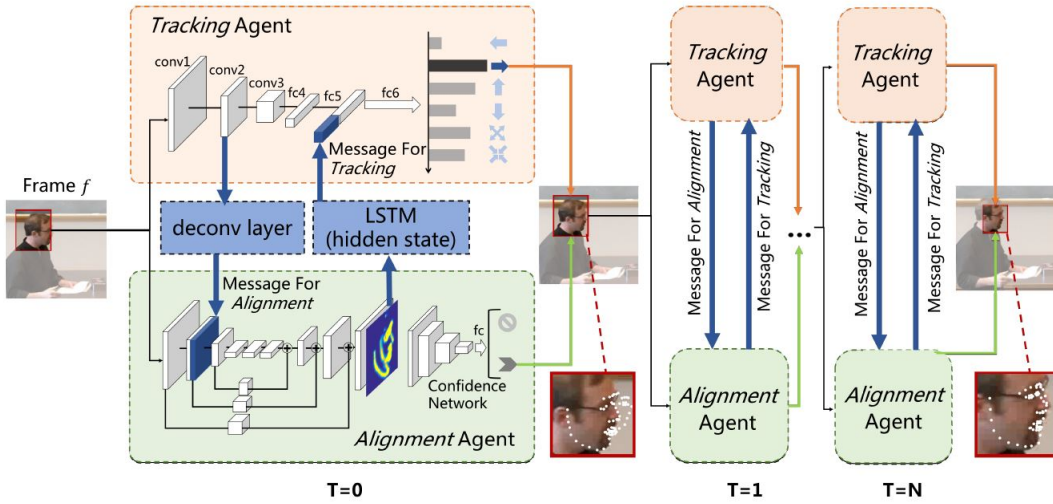 Tracking Agent
conv1
conv2
conv3
fc4
fc5
fc6
Message For
Tracking
Frame f
deconv layer
LSTM
(hidden state)
Message For
Alignment
fc
Confidence
Network
Alignment Agent
T=0
Tracking
Agent
Message For Alignment
Message For Tracking
Alignment
Agent
T=1
...
Tracking
Agent
Message For Alignment
Message For Tracking
Alignment
Agent
T=N